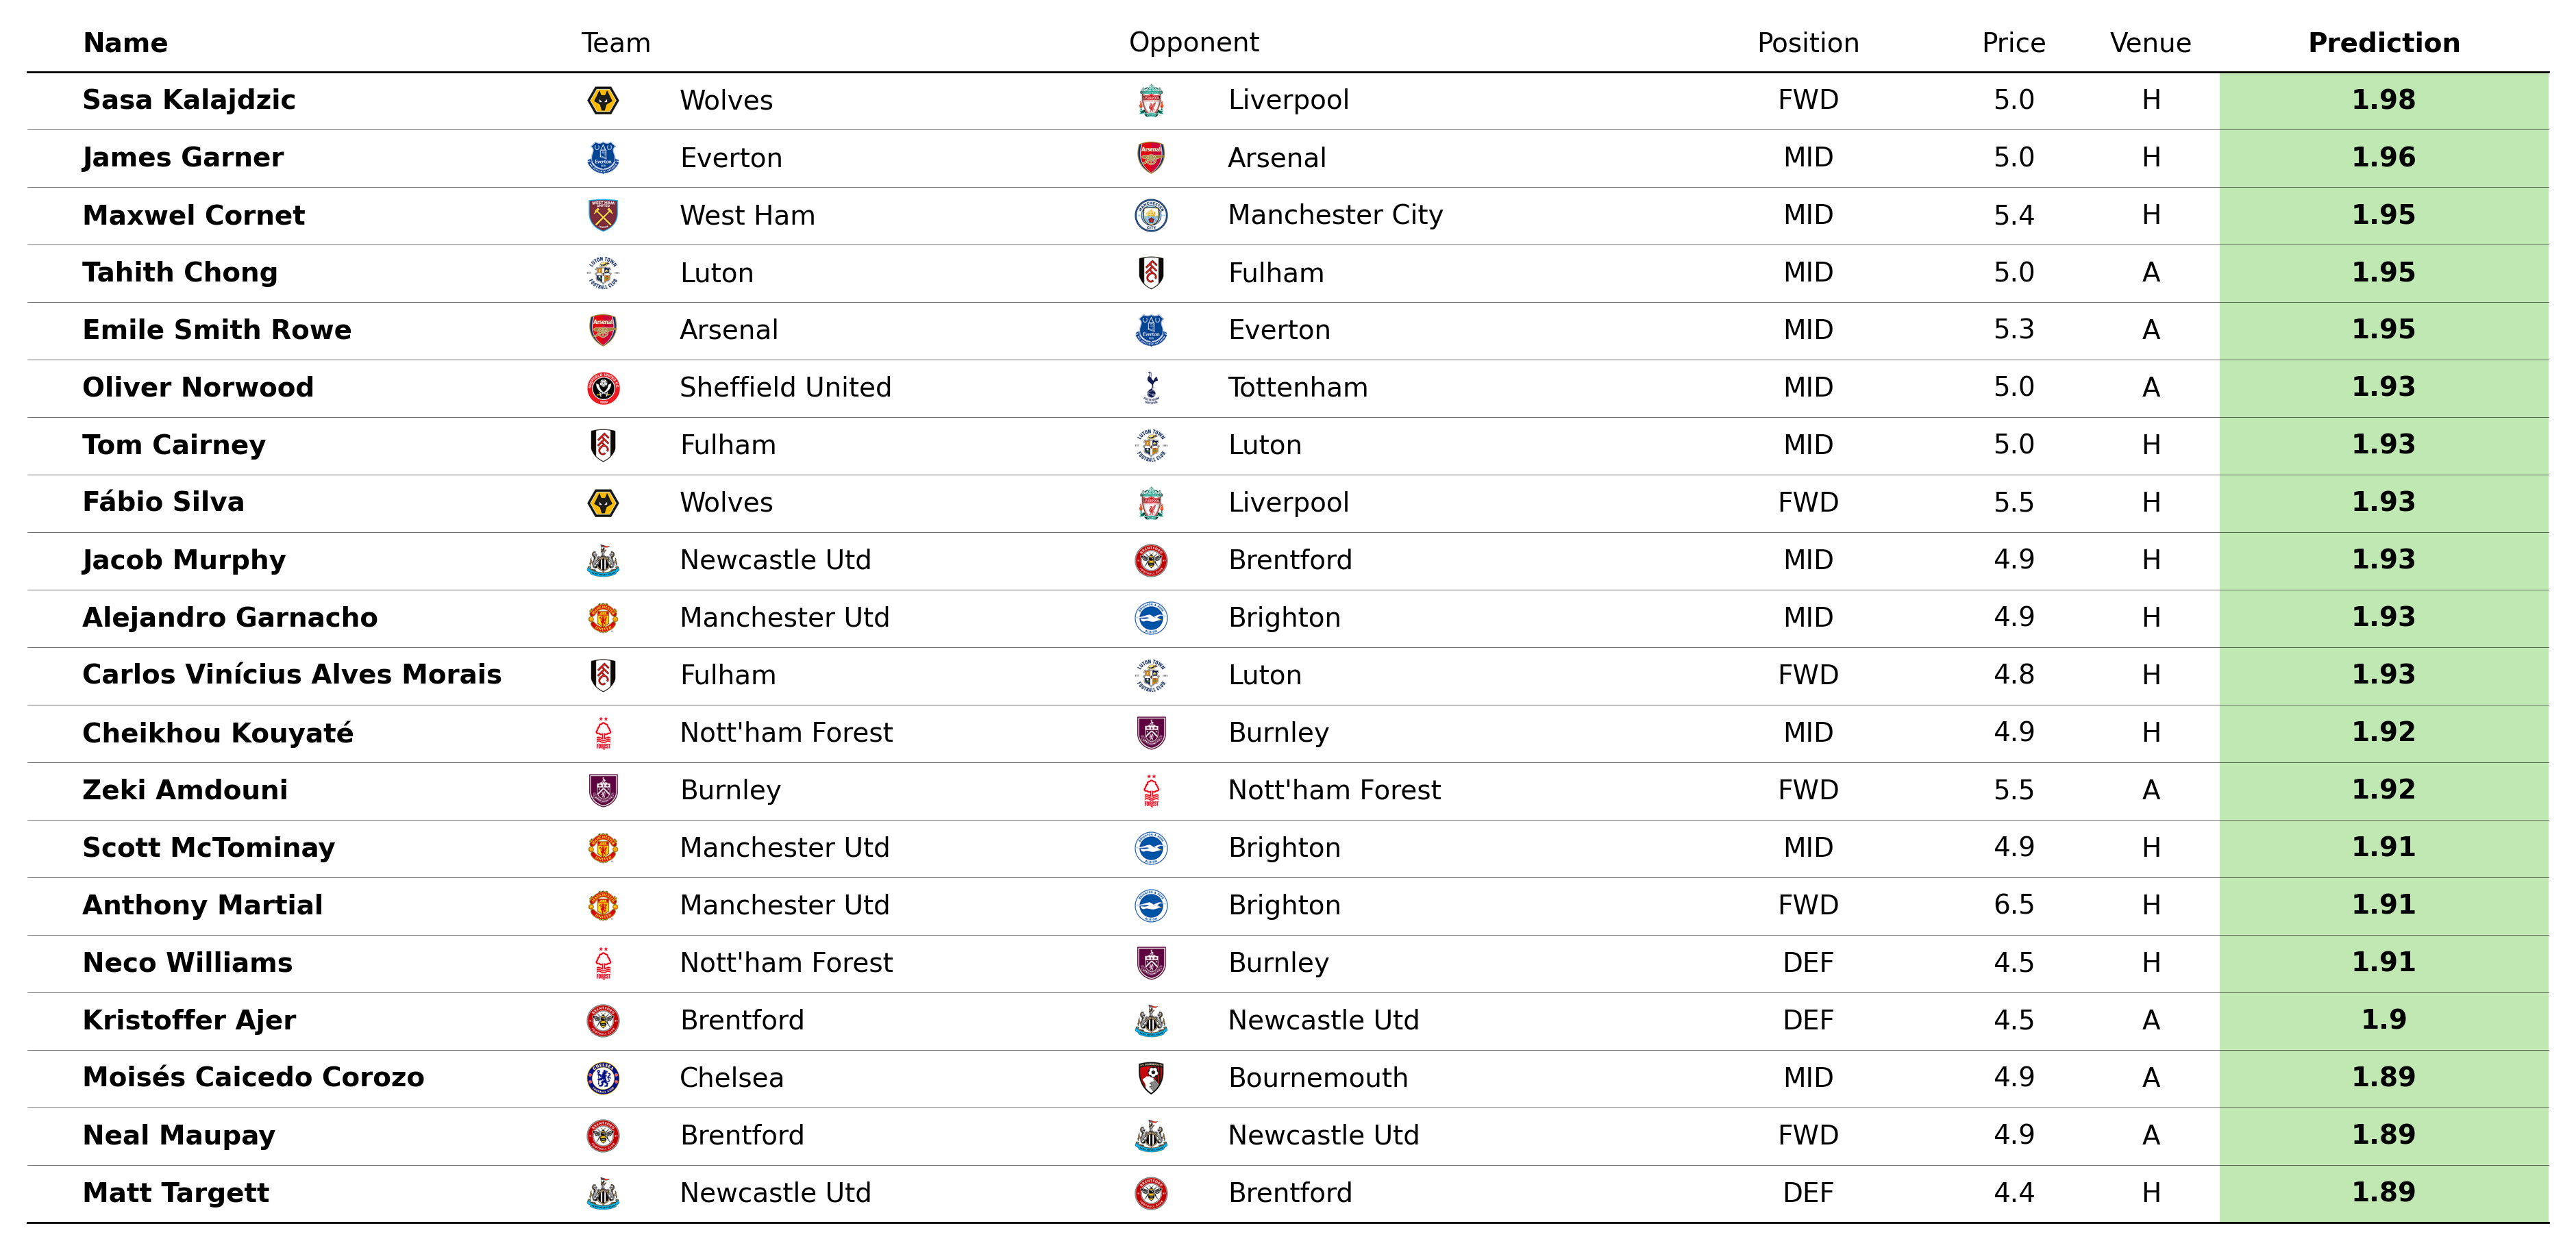 Name Team Opponent Position Price Venue Prediction
Sasa Kalajdzic Wolves Liverpool FWD 5.0 H 1.98
James Garner Everton Arsenal MID 5.0 H 1.96
Maxwel Cornet West Ham Manchester City MID 5.4 H 1.95
Tahith Chong Luton Fulham MID 5.0 A 1.95
Emile Smith Rowe Arsenal Everton MID 5.3 A 1.95
Oliver Norwood Sheffield United Tottenham MID 5.0 A 1.93
Tom Cairney Fulham Luton MID 5.0 H 1.93
Fábio Silva Wolves Liverpool FWD 5.5 H 1.93
Jacob Murphy Newcastle Utd Brentford MID 4.9 H 1.93
Alejandro Garnacho Manchester Utd Brighton MID 4.9 H 1.93
Carlos Vinícius Alves Morais Fulham Luton FWD 4.8 H 1.93
Cheikhou Kouyaté Nott'ham Forest Burnley MID 4.9 H 1.92
Zeki Amdouni Burnley Nott'ham Forest FWD 5.5 A 1.92
Scott McTominay Manchester Utd Brighton MID 4.9 H 1.91
Anthony Martial Manchester Utd Brighton FWD 6.5 H 1.91
Neco Williams Nott'ham Forest Burnley DEF 4.5 H 1.91
Kristoffer Ajer Brentford Newcastle Utd DEF 4.5 A 1.9
Moisés Caicedo Corozo Chelsea Bournemouth MID 4.9 A 1.89
Neal Maupay Brentford Newcastle Utd FWD 4.9 A 1.89
Matt Targett Newcastle Utd Brentford DEF 4.4 H 1.89